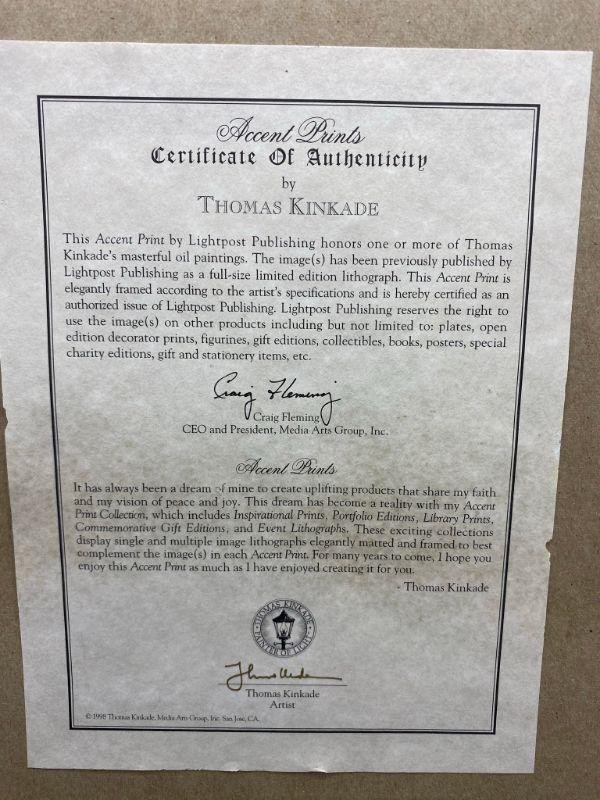 Accent Prints
Certificate Of Authenticity
by
THOMAS KINKADE
This Accent Print by Lightpost Publishing honors one or more of Thomas
Kinkade's masterful oil paintings. The image(s) has been previously published by
Lightpost Publishing as a full-size limited edition lithograph. This Accent Print is
elegantly framed according to the artist's specifications and is hereby certified as an
authorized issue of Lightpost Publishing. Lightpost Publishing reserves the right to
use the image(s) on other products including but not limited to: plates, open
edition decorator prints, figurines, gift editions, collectibles, books, posters, special
charity editions, gift and stationery items, etc.
Craig Fleming
Craig Fleming
CEO and President, Media Arts Group, Inc.
Accent Prints
It has always been a dream of mine to create uplifting products that share my faith
and my vision of peace and joy. This dream has become a reality with my Accent
Print Collection, which includes Inspirational Prints, Portfolio Editions, Library Prints,
Commemorative Gift Editions, and Event Lithographs. These exciting collections
display single and multiple image lithographs elegantly matted and framed to best
complement the image(s) in each Accent Print. For many years to come, I hope you
enjoy this Accent Print as much as I have enjoyed creating it for you.
- Thomas Kinkade
THOMAS KINKADE
PAINTER OF LIGHT
Thomas Kinkade
Artist
© 1998 Thomas Kinkade, Media Arts Group, Inc. San Jose, CA.